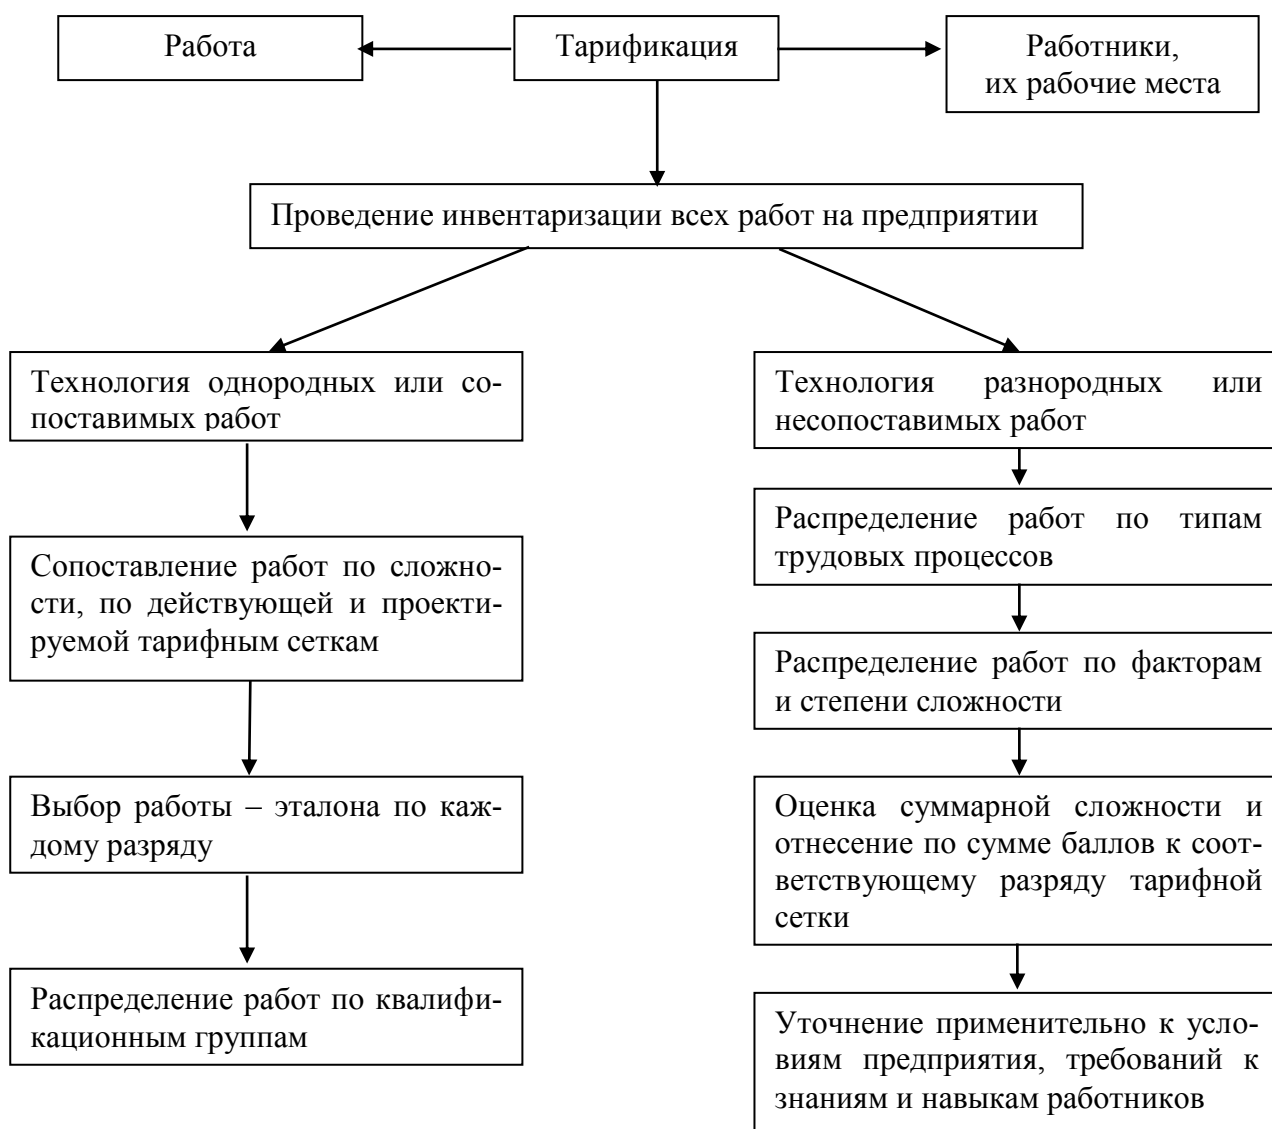 Работа
Тарификация
Работники,
их рабочие места
Проведение инвентаризации всех работ на предприятии
Технология однородных или со-
поставимых работ
Сопоставление работ по сложно-
сти, по действующей и проекти-
руемой тарифным сеткам
Выбор работы – эталона по каж-
дому разряду
Распределение работ по квалифи-
кационным группам
Технология разнородных или
несопоставимых работ
Распределение работ по типам
трудовых процессов
Распределение работ по факторам
и степени сложности
Оценка суммарной сложности и
отнесение по сумме баллов к соот-
ветствующему разряду тарифной
сетки
Уточнение применительно к усло-
виям предприятия, требований к
знаниям и навыкам работников